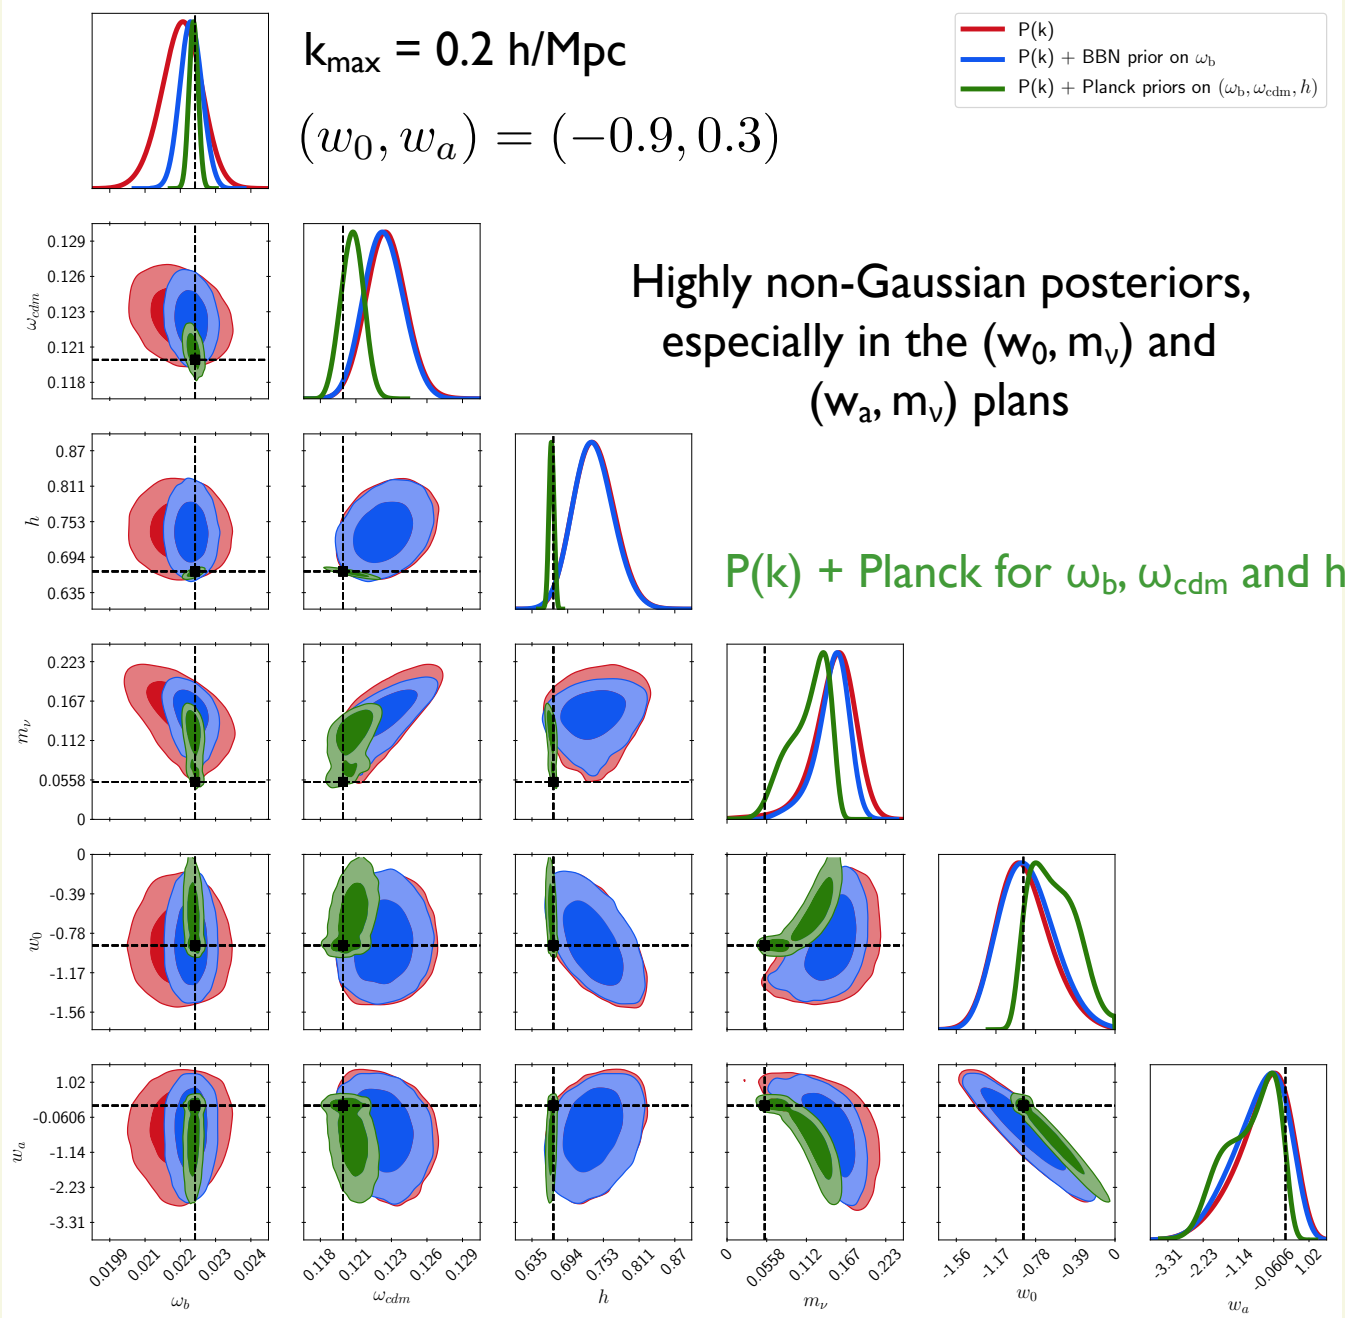 k_max = 0.2 h/Mpc
(w_0, w_a) = (−0.9, 0.3)
P(k)
P(k) + BBN prior on ω_b
P(k) + Planck priors on (ω_b, ω_cdm, h)
Highly non-Gaussian posteriors,
especially in the (w_0, m_ν) and
(w_a, m_ν) plans
P(k) + Planck for ω_b, ω_cdm and h
ω_cdm
0.129
0.126
0.123
0.121
0.118
h
0.87
0.811
0.753
0.694
0.635
m_ν
0.223
0.167
0.112
0.0558
0
w_0
0
-0.39
-0.78
-1.17
-1.56
w_a
1.02
-0.0606
-1.14
-2.23
-3.31
0.0199 0.021 0.022 0.023 0.024
ω_b
0.118 0.121 0.123 0.126 0.129
ω_cdm
0.635 0.694 0.753 0.811 0.87
h
0 0.0558 0.112 0.167 0.223
m_ν
-1.56 -1.17 -0.78 -0.39 0
w_0
-3.31 -2.23 -1.14 -0.0606 1.02
w_a